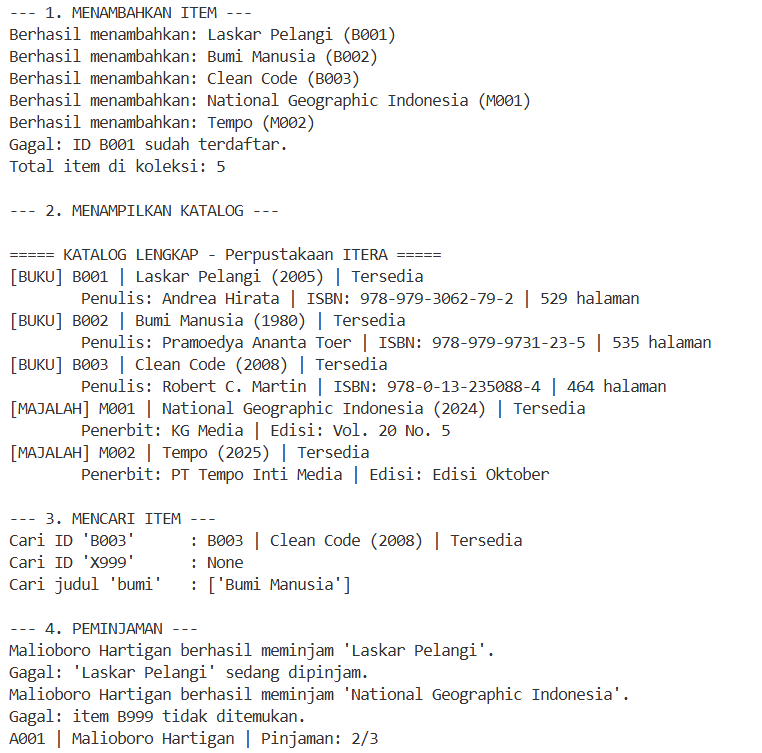 --- 1. MENAMBAHKAN ITEM ---
Berhasil menambahkan: Laskar Pelangi (B001)
Berhasil menambahkan: Bumi Manusia (B002)
Berhasil menambahkan: Clean Code (B003)
Berhasil menambahkan: National Geographic Indonesia (M001)
Berhasil menambahkan: Tempo (M002)
Gagal: ID B001 sudah terdaftar.
Total item di koleksi: 5

--- 2. MENAMPILKAN KATALOG ---

===== KATALOG LENGKAP - Perpustakaan ITERA =====
[BUKU] B001 | Laskar Pelangi (2005) | Tersedia
        Penulis: Andrea Hirata | ISBN: 978-979-3062-79-2 | 529 halaman
[BUKU] B002 | Bumi Manusia (1980) | Tersedia
        Penulis: Pramoedya Ananta Toer | ISBN: 978-979-9731-23-5 | 535 halaman
[BUKU] B003 | Clean Code (2008) | Tersedia
        Penulis: Robert C. Martin | ISBN: 978-0-13-235088-4 | 464 halaman
[MAJALAH] M001 | National Geographic Indonesia (2024) | Tersedia
        Penerbit: KG Media | Edisi: Vol. 20 No. 5
[MAJALAH] M002 | Tempo (2025) | Tersedia
        Penerbit: PT Tempo Inti Media | Edisi: Edisi Oktober

--- 3. MENCARI ITEM ---
Cari ID 'B003'      : B003 | Clean Code (2008) | Tersedia
Cari ID 'X999'      : None
Cari judul 'bumi'   : ['Bumi Manusia']

--- 4. PEMINJAMAN ---
Malioboro Hartigan berhasil meminjam 'Laskar Pelangi'.
Gagal: 'Laskar Pelangi' sedang dipinjam.
Malioboro Hartigan berhasil meminjam 'National Geographic Indonesia'.
Gagal: item B999 tidak ditemukan.
A001 | Malioboro Hartigan | Pinjaman: 2/3